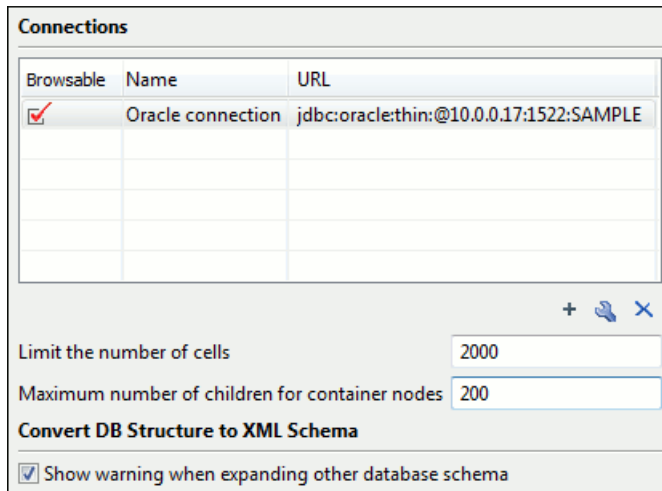 Connections
Browsable Name URL
Oracle connection jdbc:oracle:thin:@10.0.0.17:1522:SAMPLE
Limit the number of cells 2000
Maximum number of children for container nodes 200
Convert DB Structure to XML Schema
Show warning when expanding other database schema